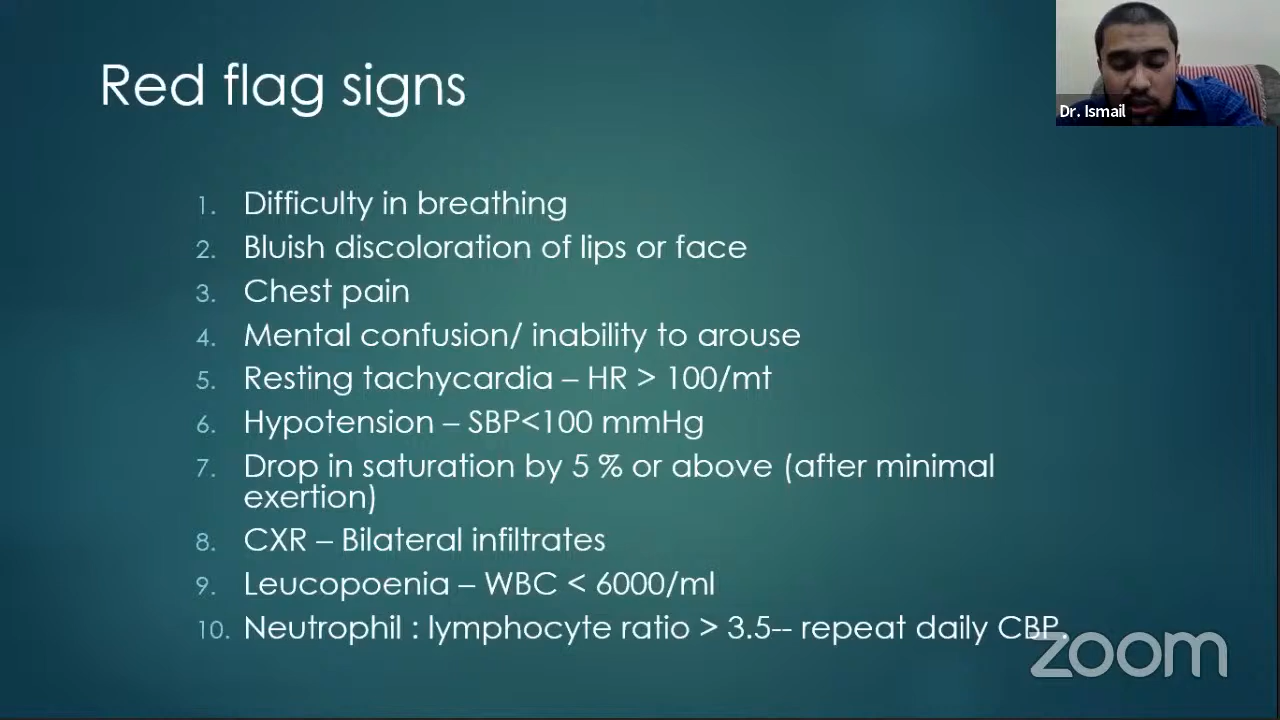 Red flag signs
Dr. Ismail
1. Difficulty in breathing
2. Bluish discoloration of lips or face
3. Chest pain
4. Mental confusion/ inability to arouse
5. Resting tachycardia – HR > 100/mt
6. Hypotension – SBP<100 mmHg
7. Drop in saturation by 5 % or above (after minimal
exertion)
8. CXR – Bilateral infiltrates
9. Leucopoenia – WBC < 6000/ml
10. Neutrophil : lymphocyte ratio > 3.5-- repeat daily CBP.
zoom